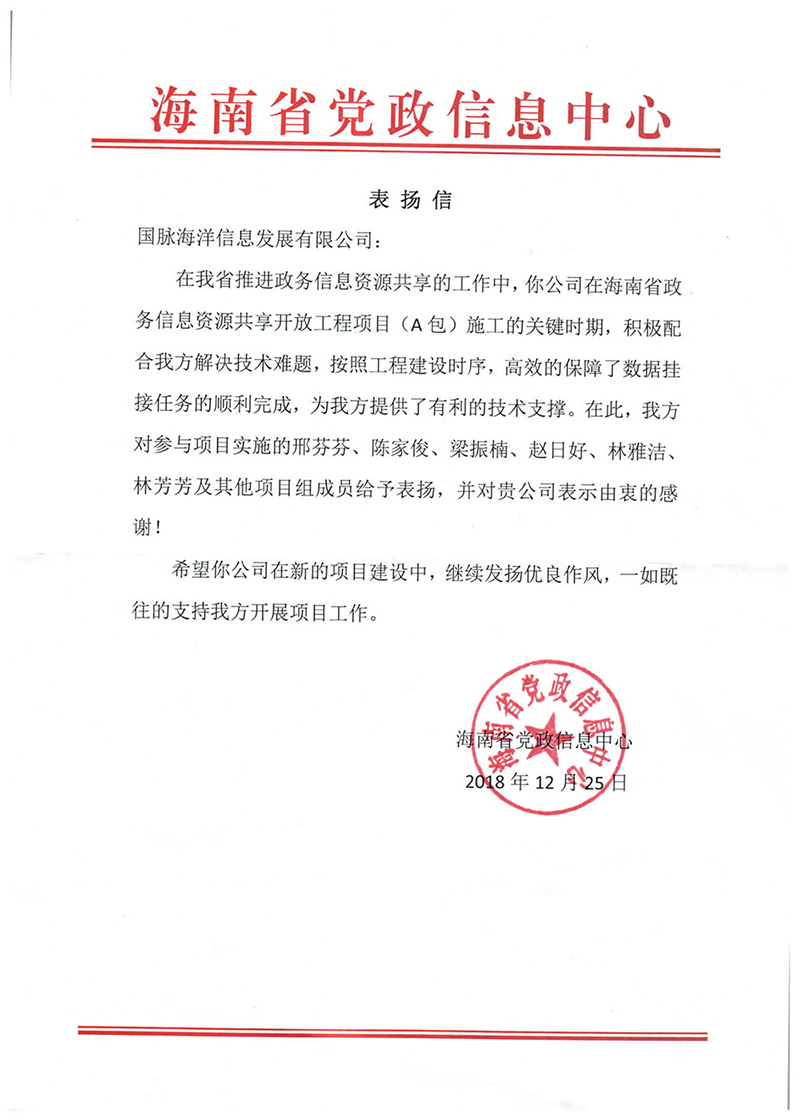 海南省党政信息中心
表扬信
国脉海洋信息发展有限公司：
在我省推进政务信息资源共享的工作中，你公司在海南省政
务信息资源共享开放工程项目（A 包）施工的关键时期，积极配
合我方解决技术难题，按照工程建设时序，高效的保障了数据挂
接任务的顺利完成，为我方提供了有利的技术支撑。在此，我方
对参与项目实施的邢芬芬、陈家俊、梁振楠、赵日好、林雅洁、
林芳芳及其他项目组成员给予表扬，并对贵公司表示由衷的感
谢！
希望你公司在新的项目建设中，继续发扬优良作风，一如既
往的支持我方开展项目工作。
海南省党政信息中心
海南省党政信息中心
2018 年 12 月 25 日